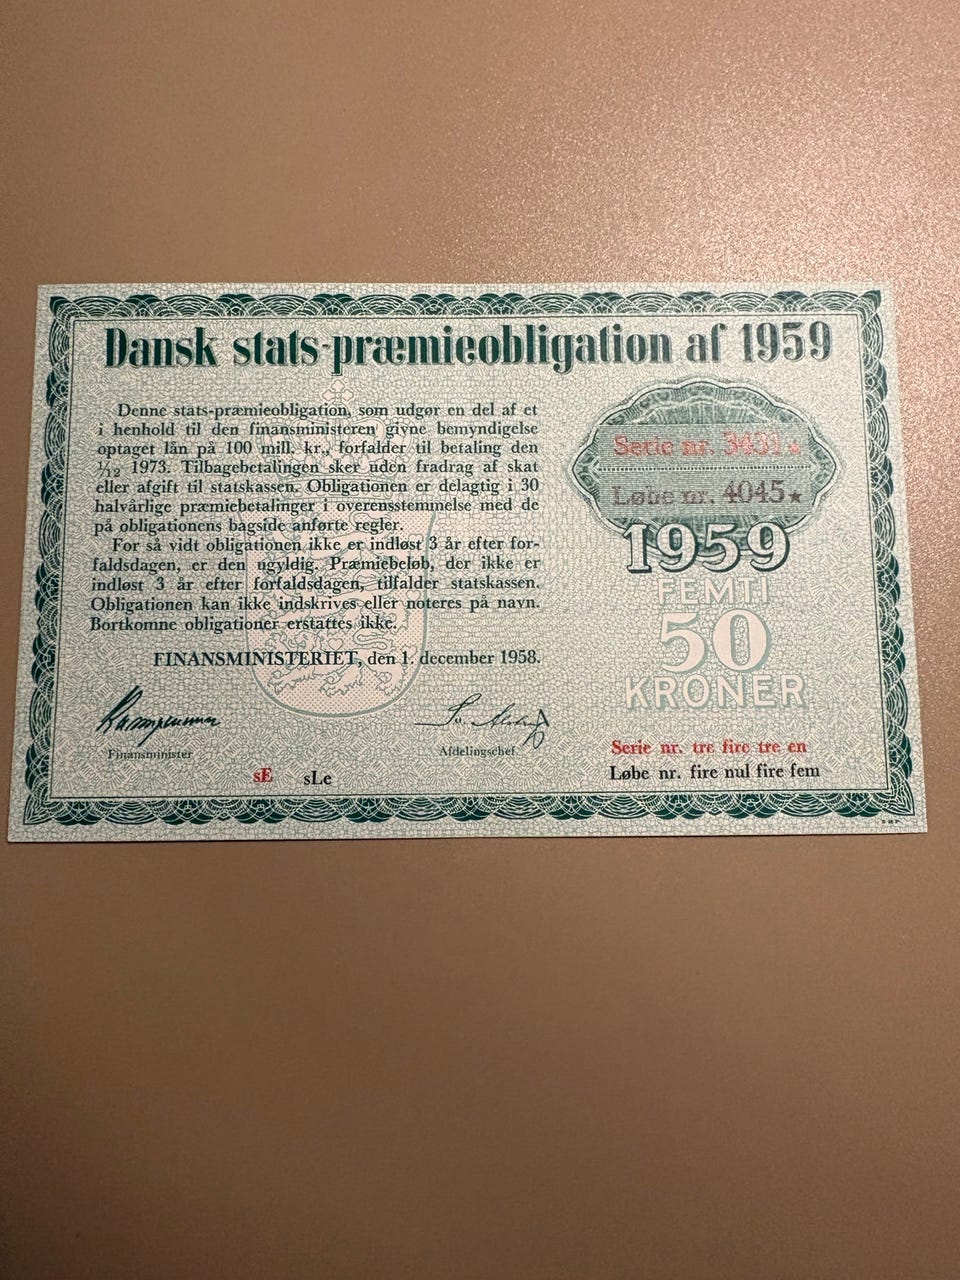 Dansk stats-præmieobligation af 1959
Denne stats-præmieobligation, som udgør en del af et
i henhold til den finansministeren givne bemyndigelse
optaget lån på 100 mill. kr., forfalder til betaling den
1/12 1973. Tilbagebetalingen sker uden fradrag af skat
eller afgift til statskassen. Obligationen er delagtig i 30
halvårlige præmiebetalinger i overensstemmelse med de
på obligationens bagside anførte regler.
For så vidt obligationen ikke er indløst 3 år efter for-
faldsdagen, er den ugyldig. Præmiebeløb, der ikke er
indløst 3 år efter forfaldsdagen, tilfalder statskassen.
Obligationen kan ikke indskrives eller noteres på navn.
Bortkomne obligationer erstattes ikke.
FINANSMINISTERIET, den 1. december 1958.
Finansminister
Afdelingschef
sE sLe
Serie nr. 3431★
Løbe nr. 4045★
1959
FEMTI
50
KRONER
Serie nr. tre fire tre en
Løbe nr. fire nul fire fem